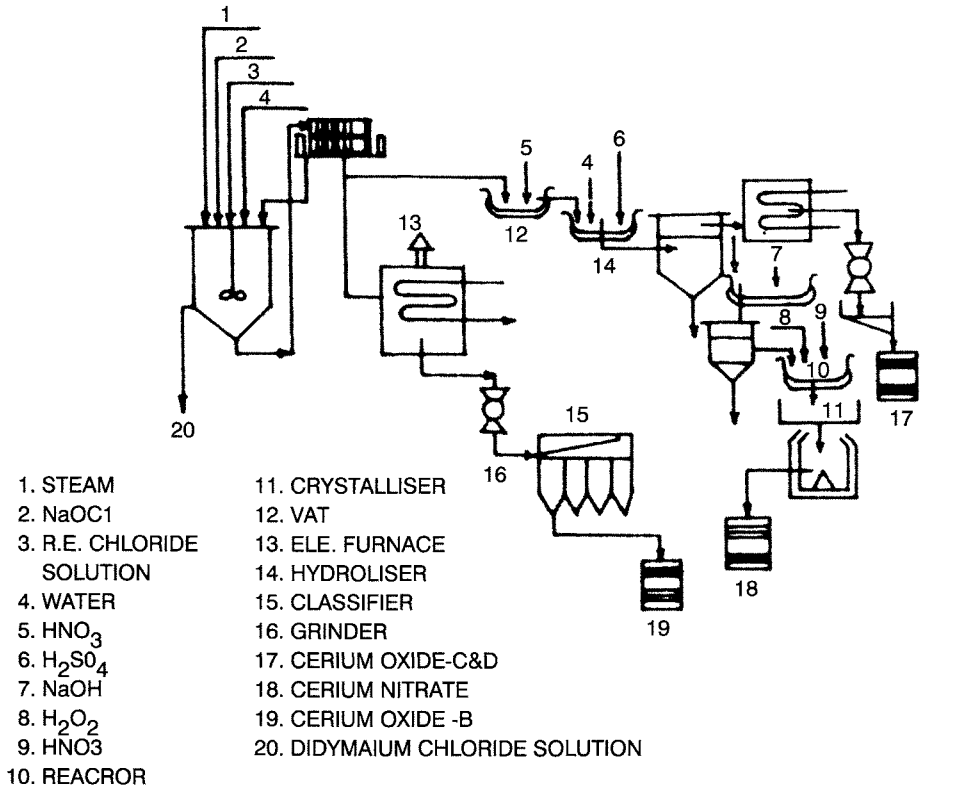 1
2
3
4
5
6
4
12
14
13
7
8
9
10
11
17
15
16
20
18
19
1. STEAM
2. NaOC1
3. R.E. CHLORIDE
SOLUTION
4. WATER
5. HNO3
6. H2SO4
7. NaOH
8. H2O2
9. HNO3
10. REACROR
11. CRYSTALLISER
12. VAT
13. ELE. FURNACE
14. HYDROLISER
15. CLASSIFIER
16. GRINDER
17. CERIUM OXIDE-C&D
18. CERIUM NITRATE
19. CERIUM OXIDE -B
20. DIDYMAIUM CHLORIDE SOLUTION